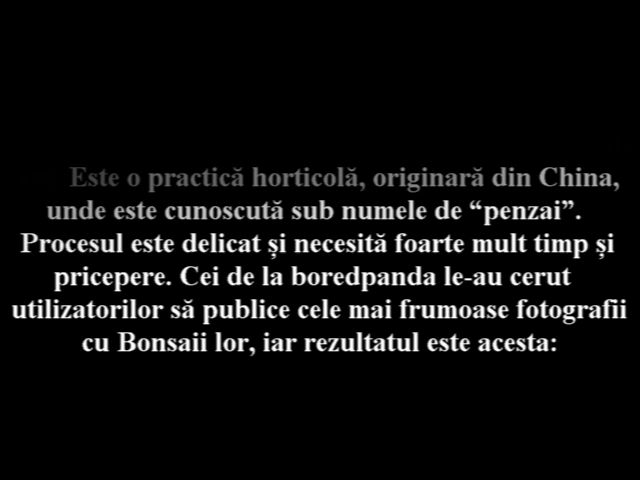 Este o practică horticolă, originară din China,
unde este cunoscută sub numele de “penzai”.
Procesul este delicat și necesită foarte mult timp și
pricepere. Cei de la boredpanda le-au cerut
utilizatorilor să publice cele mai frumoase fotografii
cu Bonsaii lor, iar rezultatul este acesta: